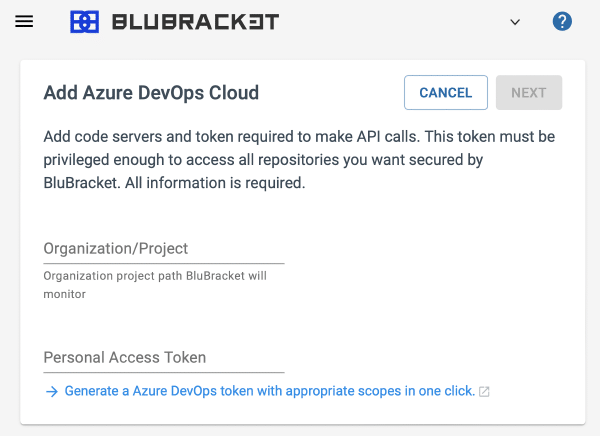 BLUBRACKET
?
Add Azure DevOps Cloud
CANCEL
NEXT
Add code servers and token required to make API calls. This token must be
privileged enough to access all repositories you want secured by
BluBracket. All information is required.
Organization/Project
Organization project path BluBracket will
monitor
Personal Access Token
Generate a Azure DevOps token with appropriate scopes in one click.